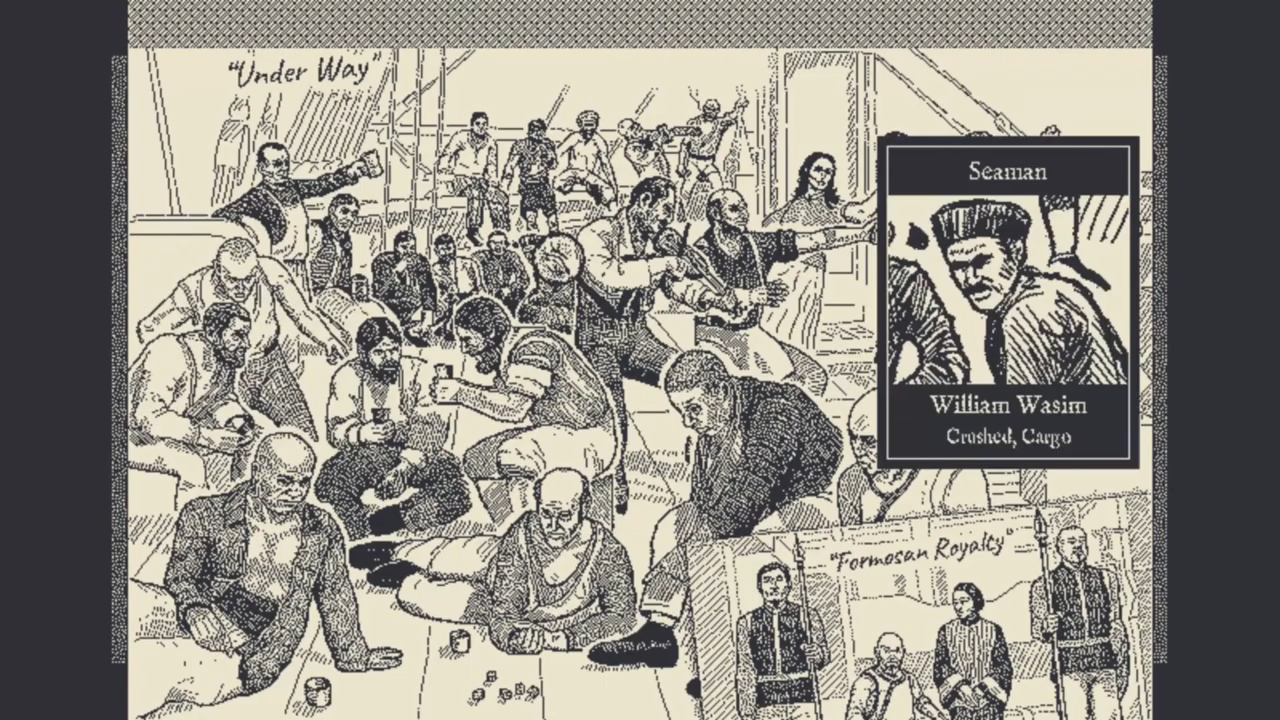 “Under Way”
Seaman
William Wasim
Crushed, Cargo
“Formosan Royalty”